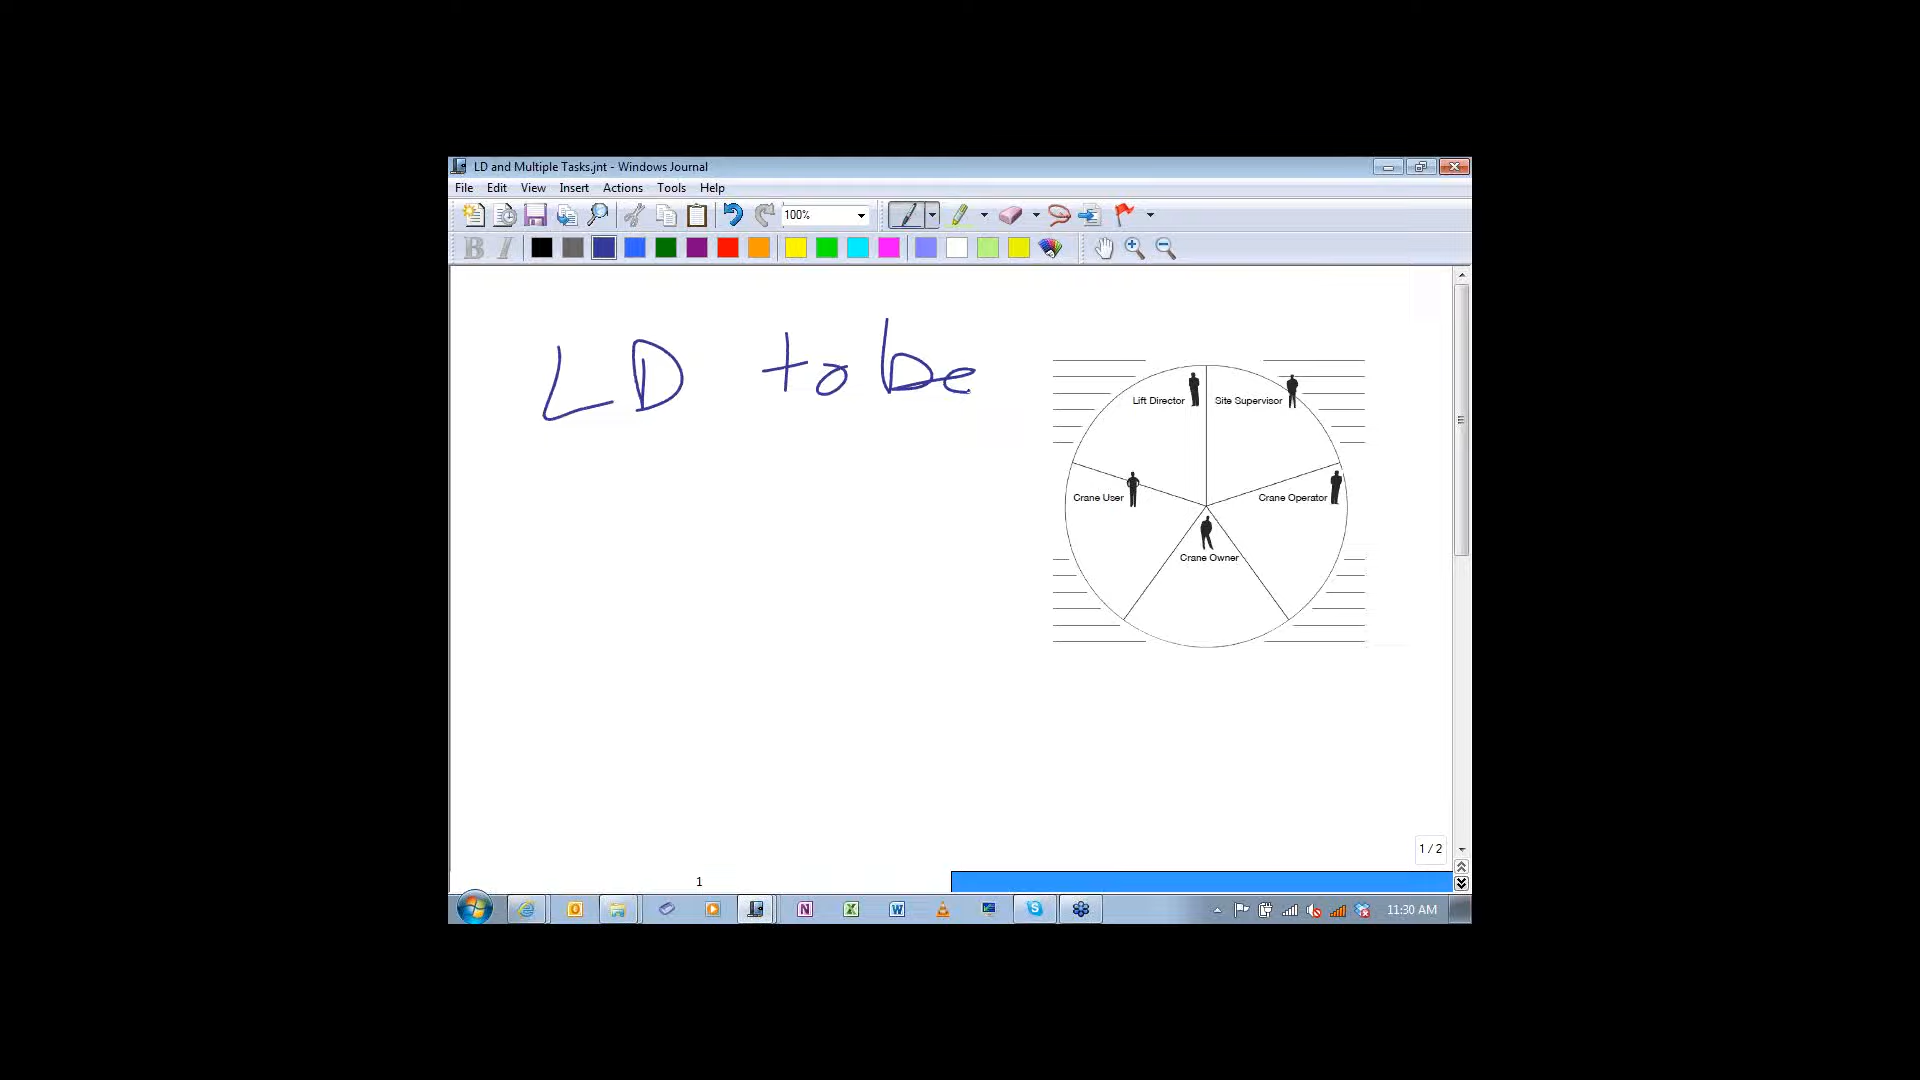 LD and Multiple Tasks.jnt - Windows Journal
File Edit View Insert Actions Tools Help
100%
B I
LD to be
Lift Director Site Supervisor
Crane User Crane Operator
Crane Owner
1 / 2
1
11:30 AM